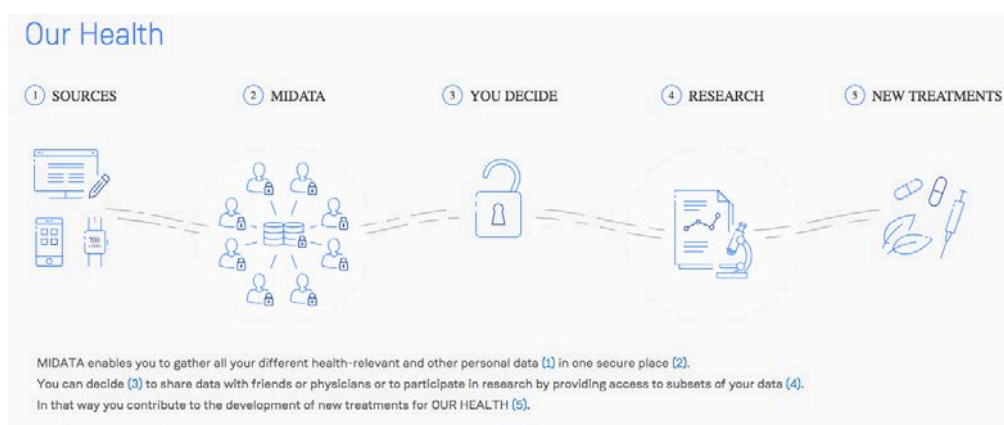 Our Health
1 SOURCES
2 MIDATA
3 YOU DECIDE
4 RESEARCH
5 NEW TREATMENTS
700
MIDATA enables you to gather all your different health-relevant and other personal data (1) in one secure place (2).
You can decide (3) to share data with friends or physicians or to participate in research by providing access to subsets of your data (4).
In that way you contribute to the development of new treatments for OUR HEALTH (5).